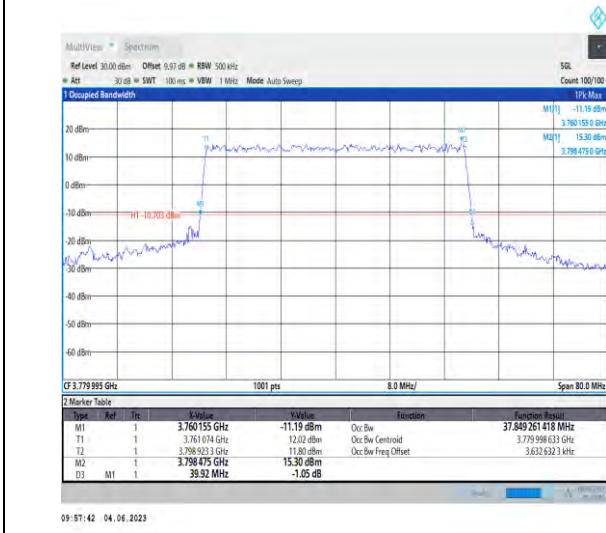 MultiView Spectrum
Ref Level 30.00 dBm Offset 9.97 dB RBW 500 kHz SGL
Att 30 dB SWT 100 ms VBW 1 MHz Mode Auto Sweep Count 100/100
1 Occupied Bandwidth 1Pk Max
M1[1] -11.19 dBm
3.760 155 0 GHz
M2[1] 15.30 dBm
3.798 475 0 GHz
20 dBm
10 dBm
0 dBm
-10 dBm
H1 -10.703 dBm
-20 dBm
-30 dBm
-40 dBm
-50 dBm
-60 dBm
T1
CF 3.779 995 GHz 1001 pts 8.0 MHz/ Span 80.0 MHz
2 Marker Table
Type Ref Trc X-Value Y-Value Function Function Result
M1 1 3.760 155 GHz -11.19 dBm Occ Bw 37.849 261 418 MHz
T1 1 3.761 074 GHz 12.02 dBm Occ Bw Centroid 3.779 998 633 GHz
T2 1 3.798 923 3 GHz 11.80 dBm Occ Bw Freq Offset 3.632 632 3 kHz
M2 1 3.798 475 GHz 15.30 dBm
D3 M1 1 39.92 MHz -1.05 dB
09:57:42 04.06.2023